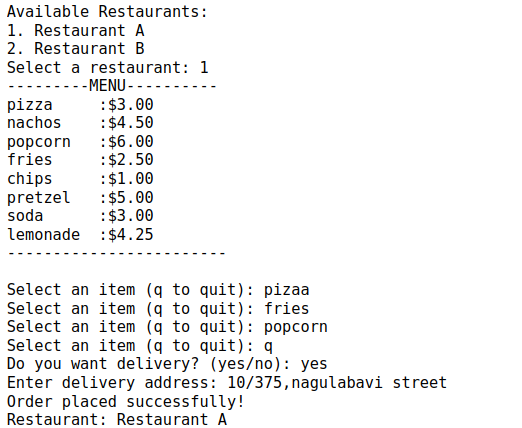 Available Restaurants:
1. Restaurant A
2. Restaurant B
Select a restaurant: 1
---------MENU----------
pizza     :$3.00
nachos    :$4.50
popcorn   :$6.00
fries     :$2.50
chips     :$1.00
pretzel   :$5.00
soda      :$3.00
lemonade  :$4.25
------------------------
Select an item (q to quit): pizaa
Select an item (q to quit): fries
Select an item (q to quit): popcorn
Select an item (q to quit): q
Do you want delivery? (yes/no): yes
Enter delivery address: 10/375,nagulabavi street
Order placed successfully!
Restaurant: Restaurant A